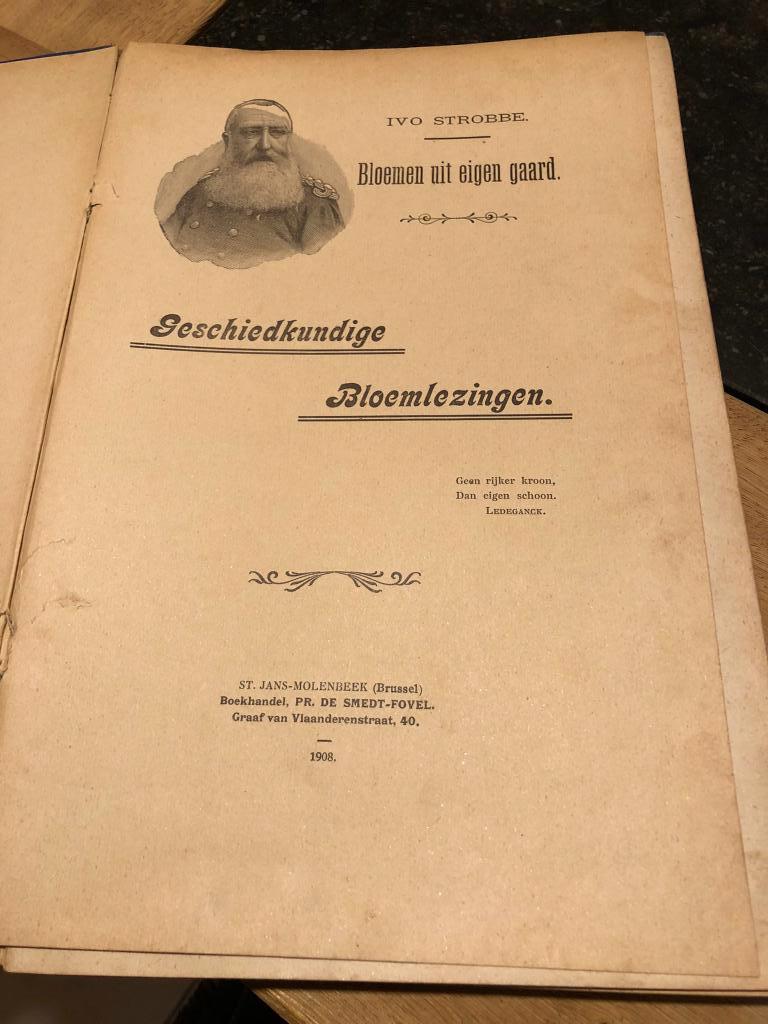 IVO STROBBE.
Bloemen uit eigen gaard.
Geschiedkundige
Bloemlezingen.
Geen rijker kroon,
Dan eigen schoon.
LEDEGANCK.
ST. JANS-MOLENBEEK (Brussel)
Boekhandel, PR. DE SMEDT-FOVEL.
Graaf van Vlaanderenstraat, 40.
1908.